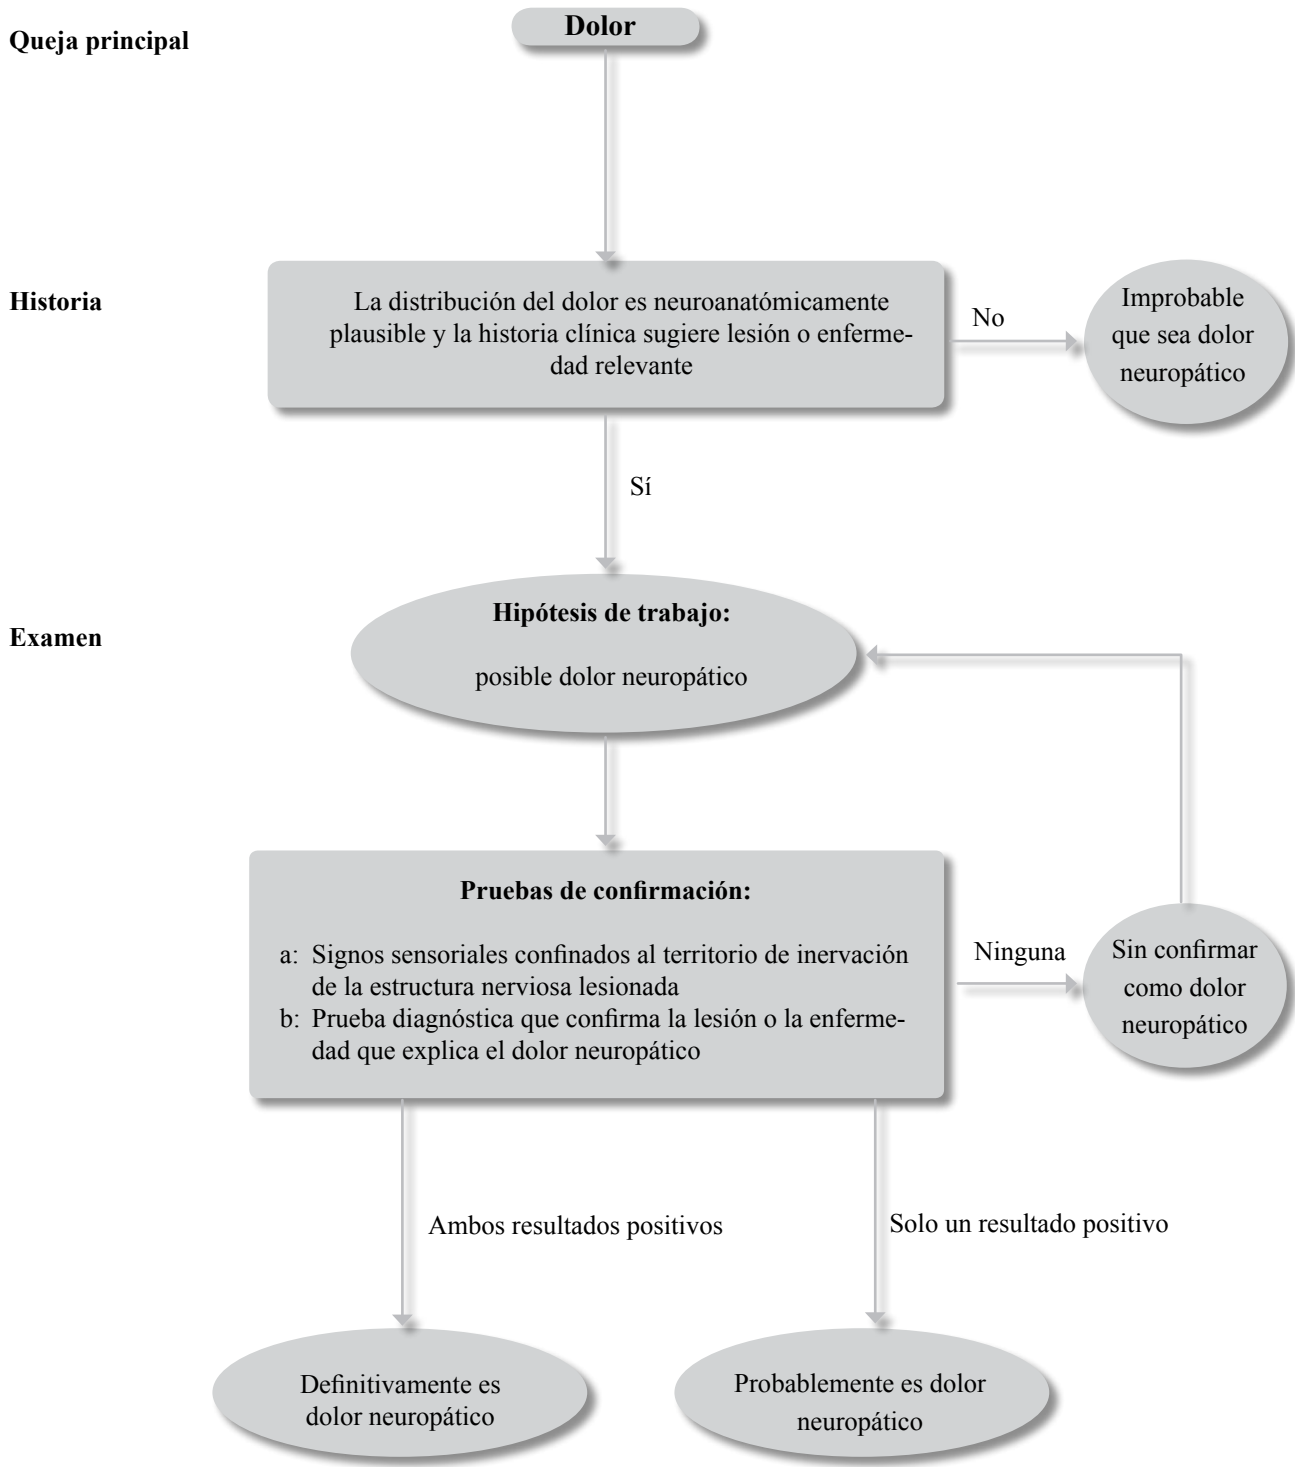 Queja principal
Dolor
Historia
La distribución del dolor es neuroanatómicamente
plausible y la historia clínica sugiere lesión o enferme-
dad relevante
No
Improbable
que sea dolor
neuropático
Sí
Examen
Hipótesis de trabajo:
posible dolor neuropático
Pruebas de confirmación:
a: Signos sensoriales confinados al territorio de inervación
de la estructura nerviosa lesionada
b: Prueba diagnóstica que confirma la lesión o la enferme-
dad que explica el dolor neuropático
Ninguna
Sin confirmar
como dolor
neuropático
Ambos resultados positivos
Solo un resultado positivo
Definitivamente es
dolor neuropático
Probablemente es dolor
neuropático